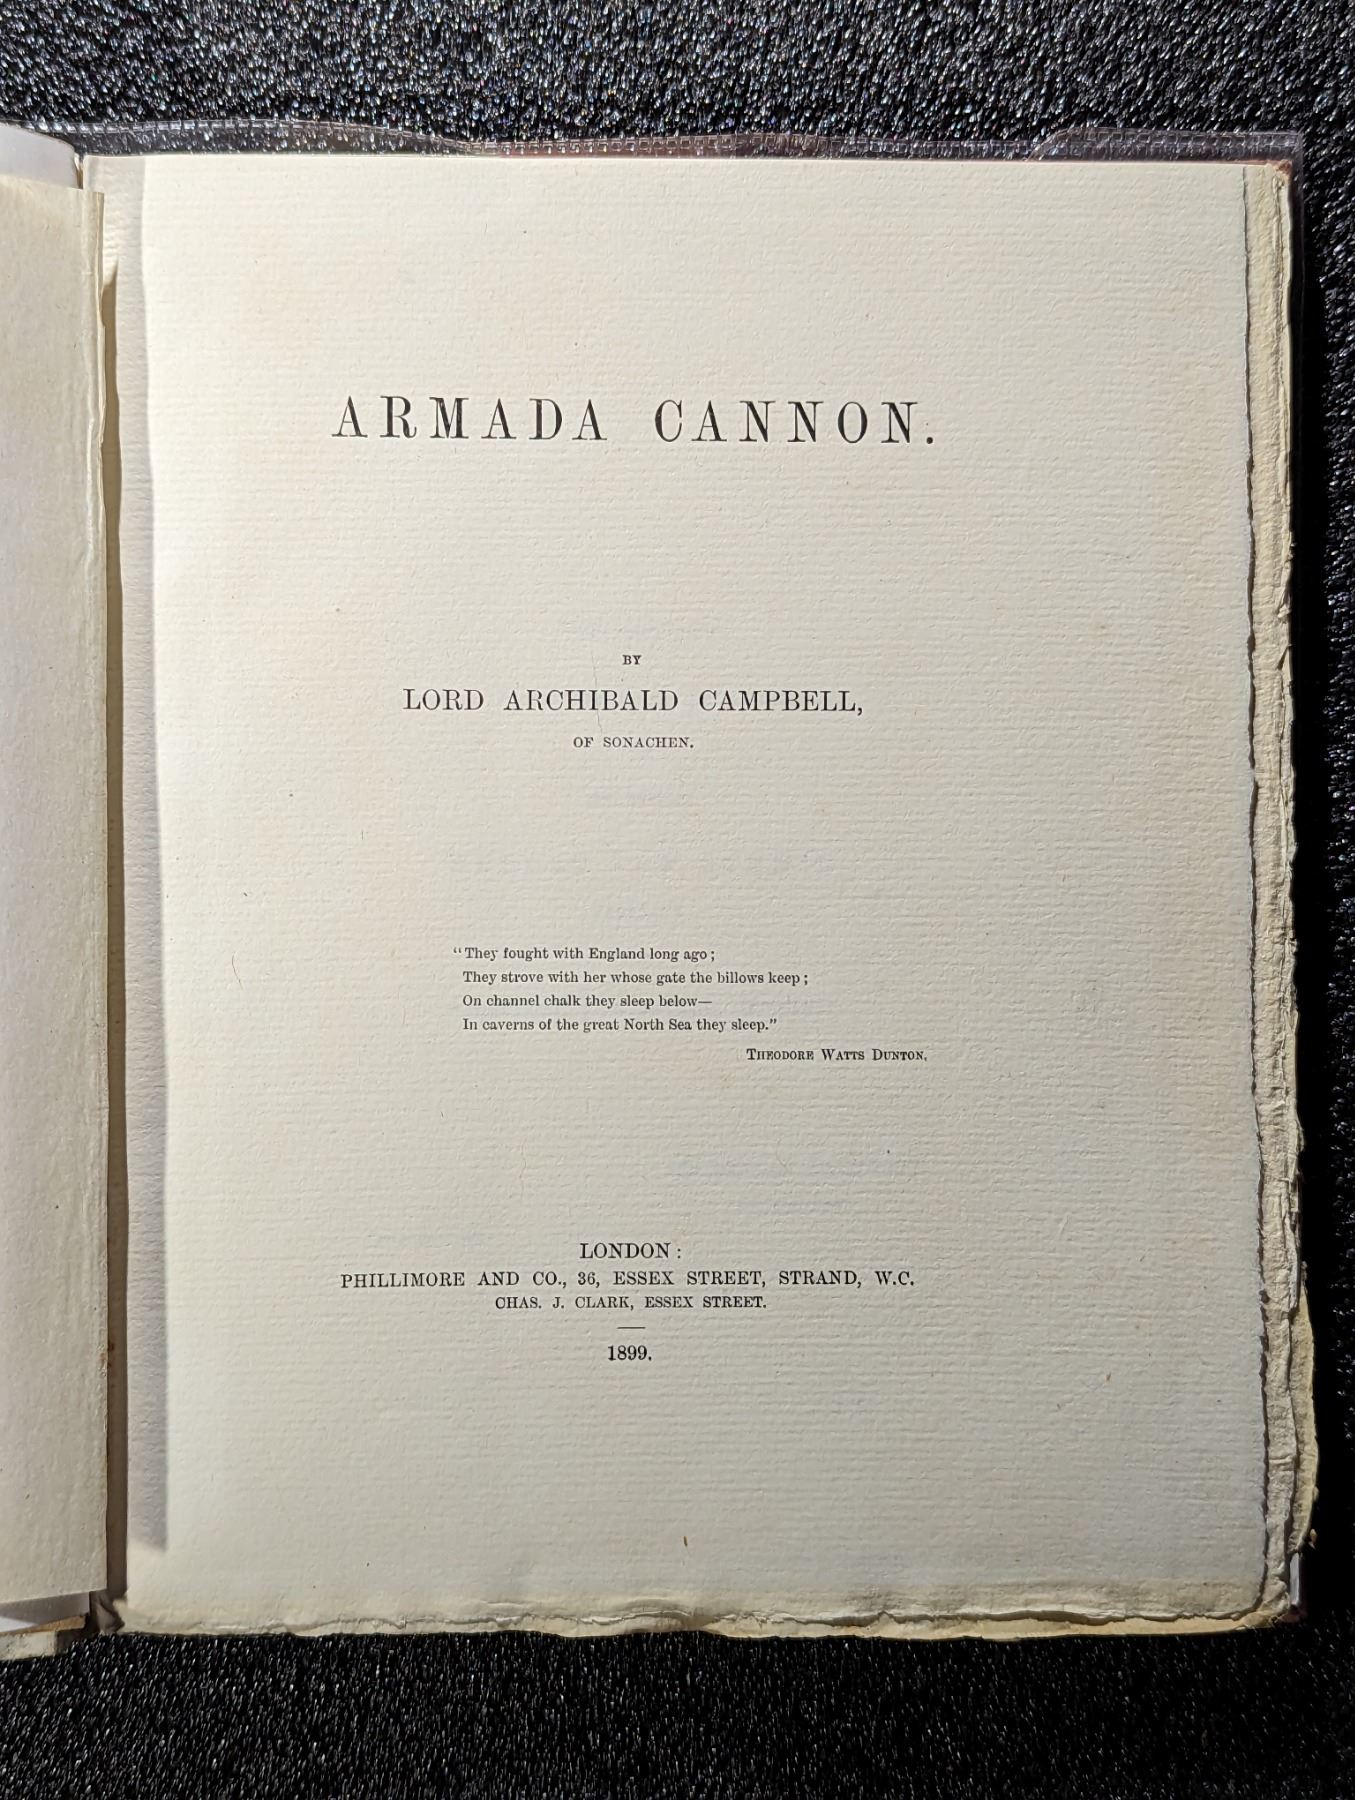 ARMADA CANNON.
BY
LORD ARCHIBALD CAMPBELL,
OF SONACHEN.
“They fought with England long ago;
They strove with her whose gate the billows keep;
On channel chalk they sleep below—
In caverns of the great North Sea they sleep.”
THEODORE WATTS DUNTON.
LONDON:
PHILLIMORE AND CO., 36, ESSEX STREET, STRAND, W.C.
CHAS. J. CLARK, ESSEX STREET.
1899.